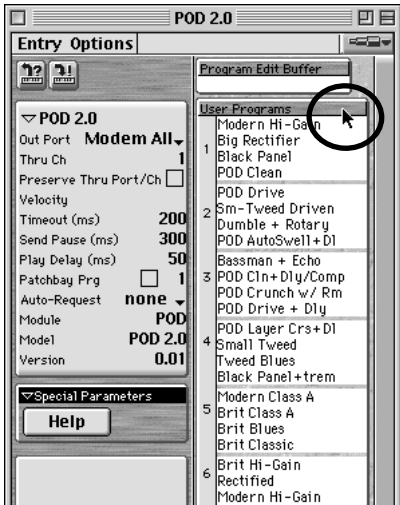 POD 2.0
Entry Options
Program Edit Buffer
▽POD 2.0
Out Port Modem All
Thru Ch 1
Preserve Thru Port/Ch
Velocity
Timeout (ms) 200
Send Pause (ms) 300
Play Delay (ms) 50
Patchbay Prg 1
Auto-Request none
Module POD
Model POD 2.0
Version 0.01
▽Special Parameters
Help
User Programs
Modern Hi-Gain
1 Big Rectifier
Black Panel
POD Clean
POD Drive
2 Sm-Tweed Driven
Dumble + Rotary
POD AutoSwell+Dl
Bassman + Echo
3 POD Cln+Dly/Comp
POD Crunch w/ Rm
POD Drive + Dly
POD Layer Crs+Dl
4 Small Tweed
Tweed Blues
Black Panel+trem
Modern Class A
5 Brit Class A
Brit Blues
Brit Classic
Brit Hi-Gain
6 Rectified
Modern Hi-Gain